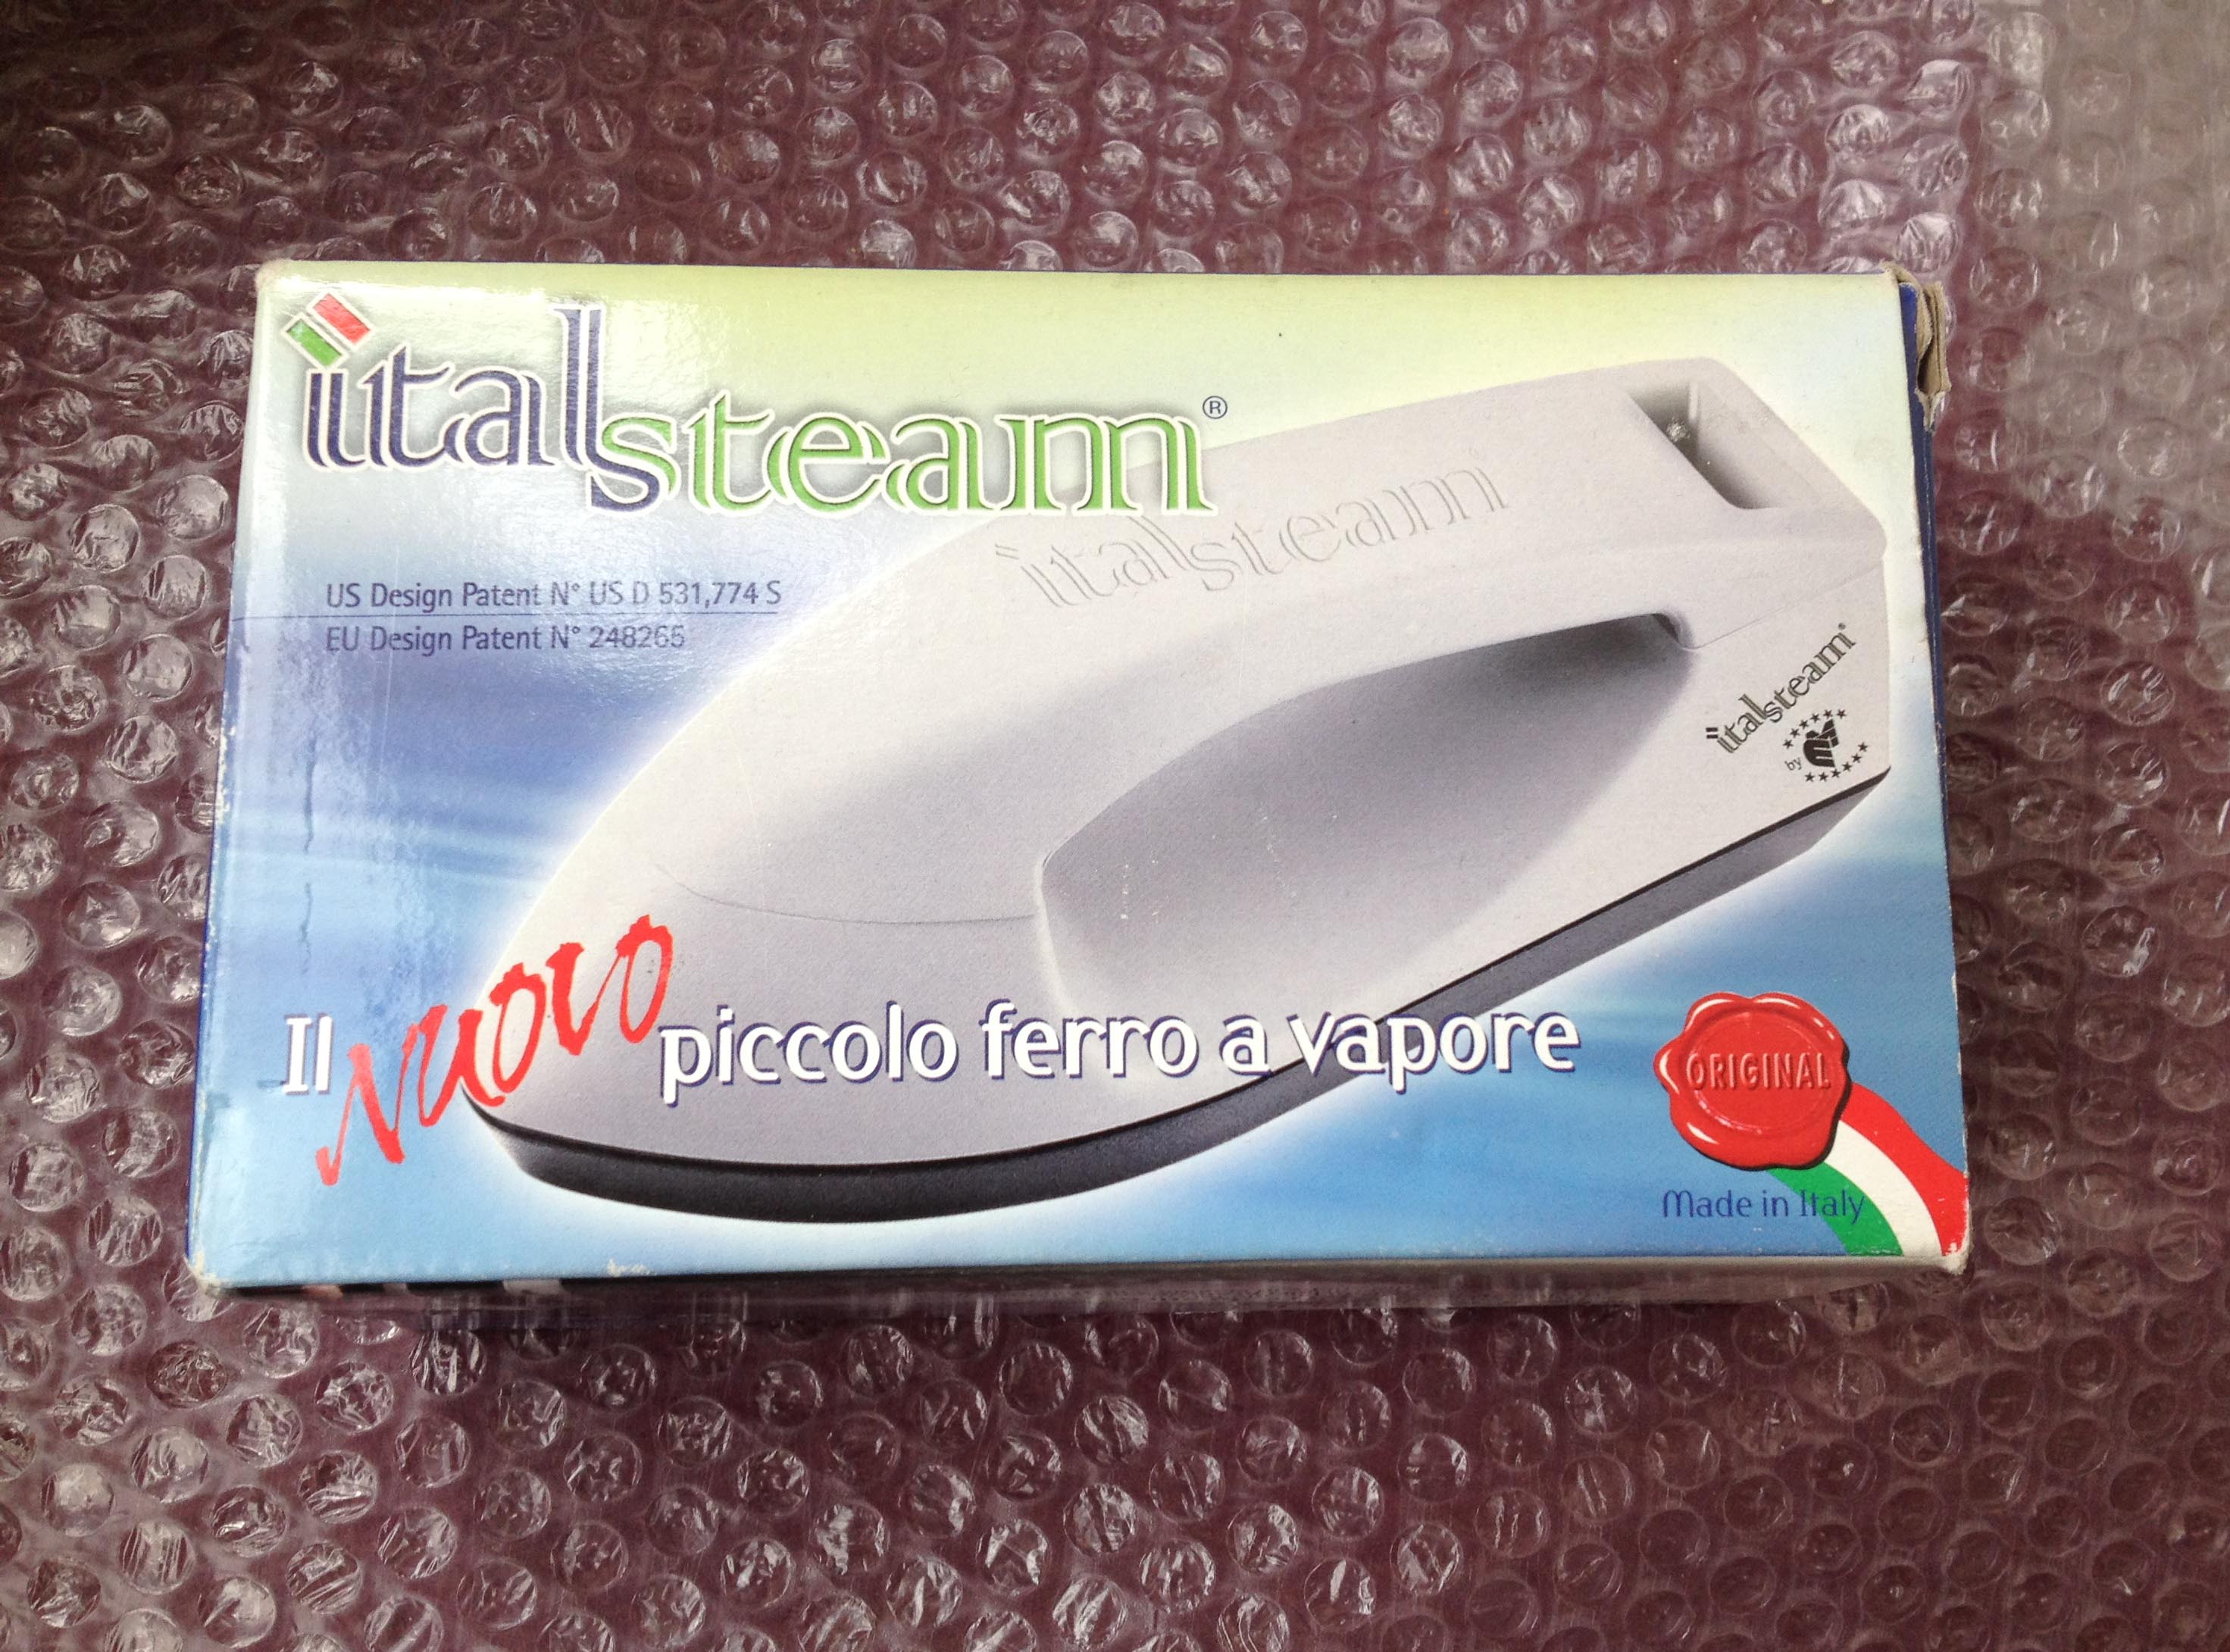 italsteam®
italsteam
US Design Patent N° US D 531,774 S
EU Design Patent N° 248265
italsteam®
by
Il NUOVO piccolo ferro a vapore
ORIGINAL
Made in Italy